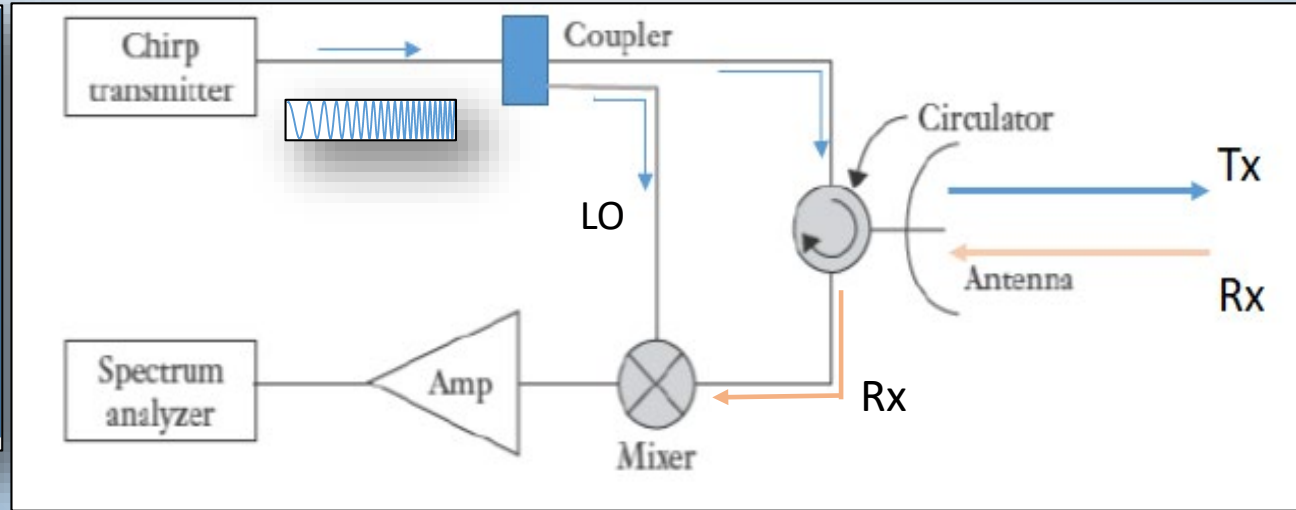 Chirp
transmitter
Coupler
Circulator
Tx
LO
Antenna
Rx
Spectrum
analyzer
Amp
Rx
Mixer